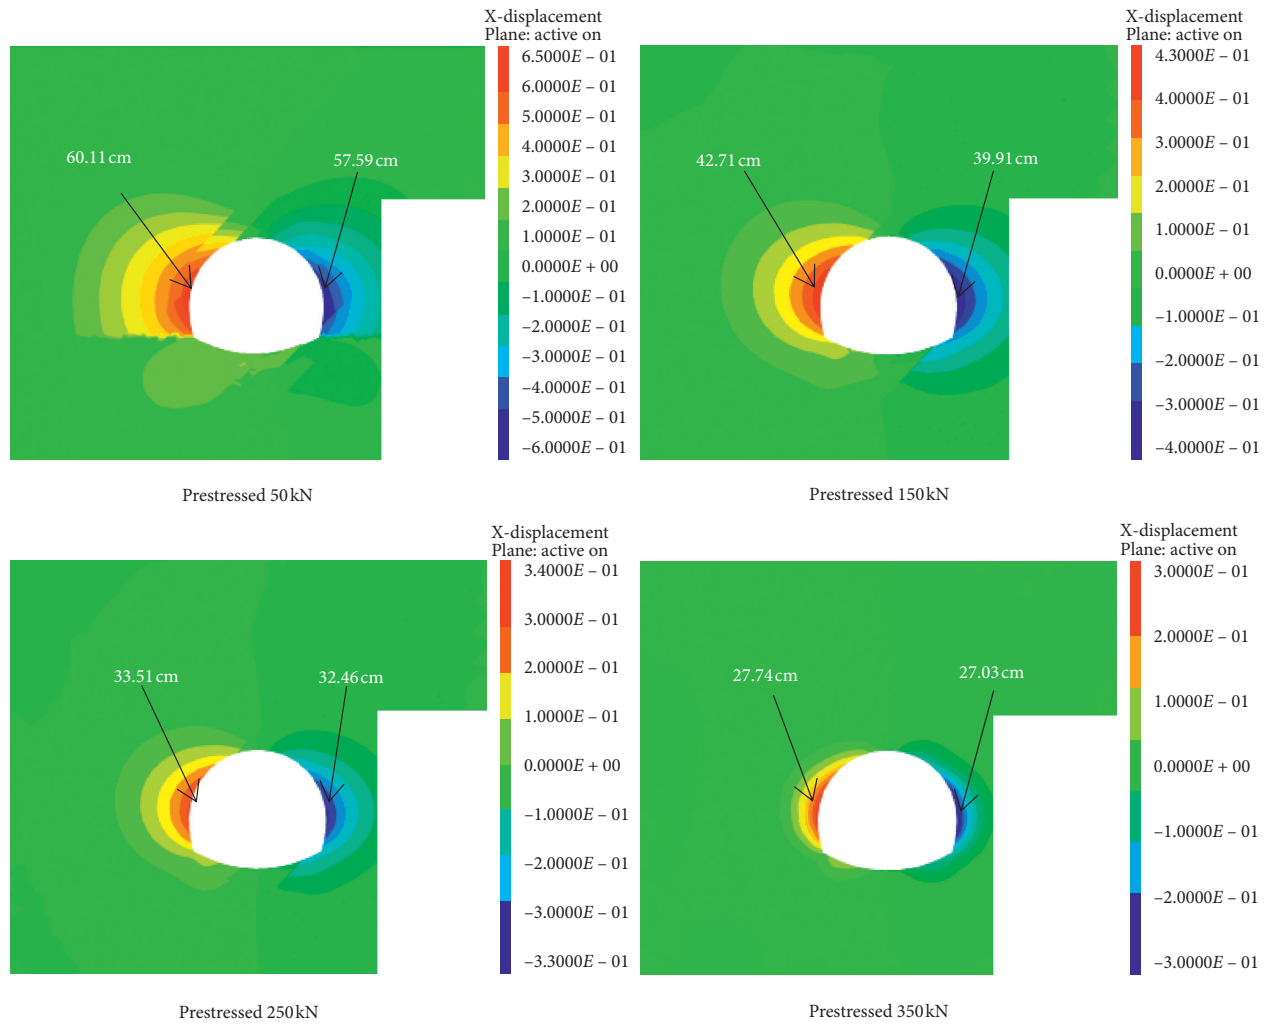 X-displacement
Plane: active on
6.5000E – 01
6.0000E – 01
5.0000E – 01
4.0000E – 01
3.0000E – 01
2.0000E – 01
1.0000E – 01
0.0000E + 00
–1.0000E – 01
–2.0000E – 01
–3.0000E – 01
–4.0000E – 01
–5.0000E – 01
–6.0000E – 01
60.11 cm
57.59 cm
Prestressed 50 kN
X-displacement
Plane: active on
4.3000E – 01
4.0000E – 01
3.0000E – 01
2.0000E – 01
1.0000E – 01
0.0000E + 00
–1.0000E – 01
–2.0000E – 01
–3.0000E – 01
–4.0000E – 01
42.71 cm
39.91 cm
Prestressed 150 kN
X-displacement
Plane: active on
3.4000E – 01
3.0000E – 01
2.0000E – 01
1.0000E – 01
0.0000E + 00
–1.0000E – 01
–2.0000E – 01
–3.0000E – 01
–3.3000E – 01
33.51 cm
32.46 cm
Prestressed 250 kN
X-displacement
Plane: active on
3.0000E – 01
2.0000E – 01
1.0000E – 01
0.0000E + 00
–1.0000E – 01
–2.0000E – 01
–3.0000E – 01
27.74 cm
27.03 cm
Prestressed 350 kN